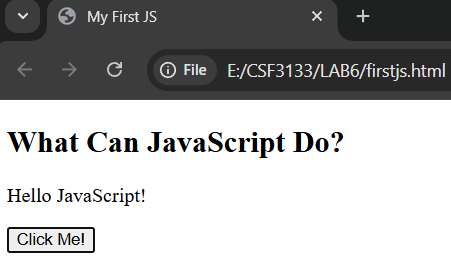 My First JS
File
E:/CSF3133/LAB6/firstjs.html
What Can JavaScript Do?
Hello JavaScript!
Click Me!